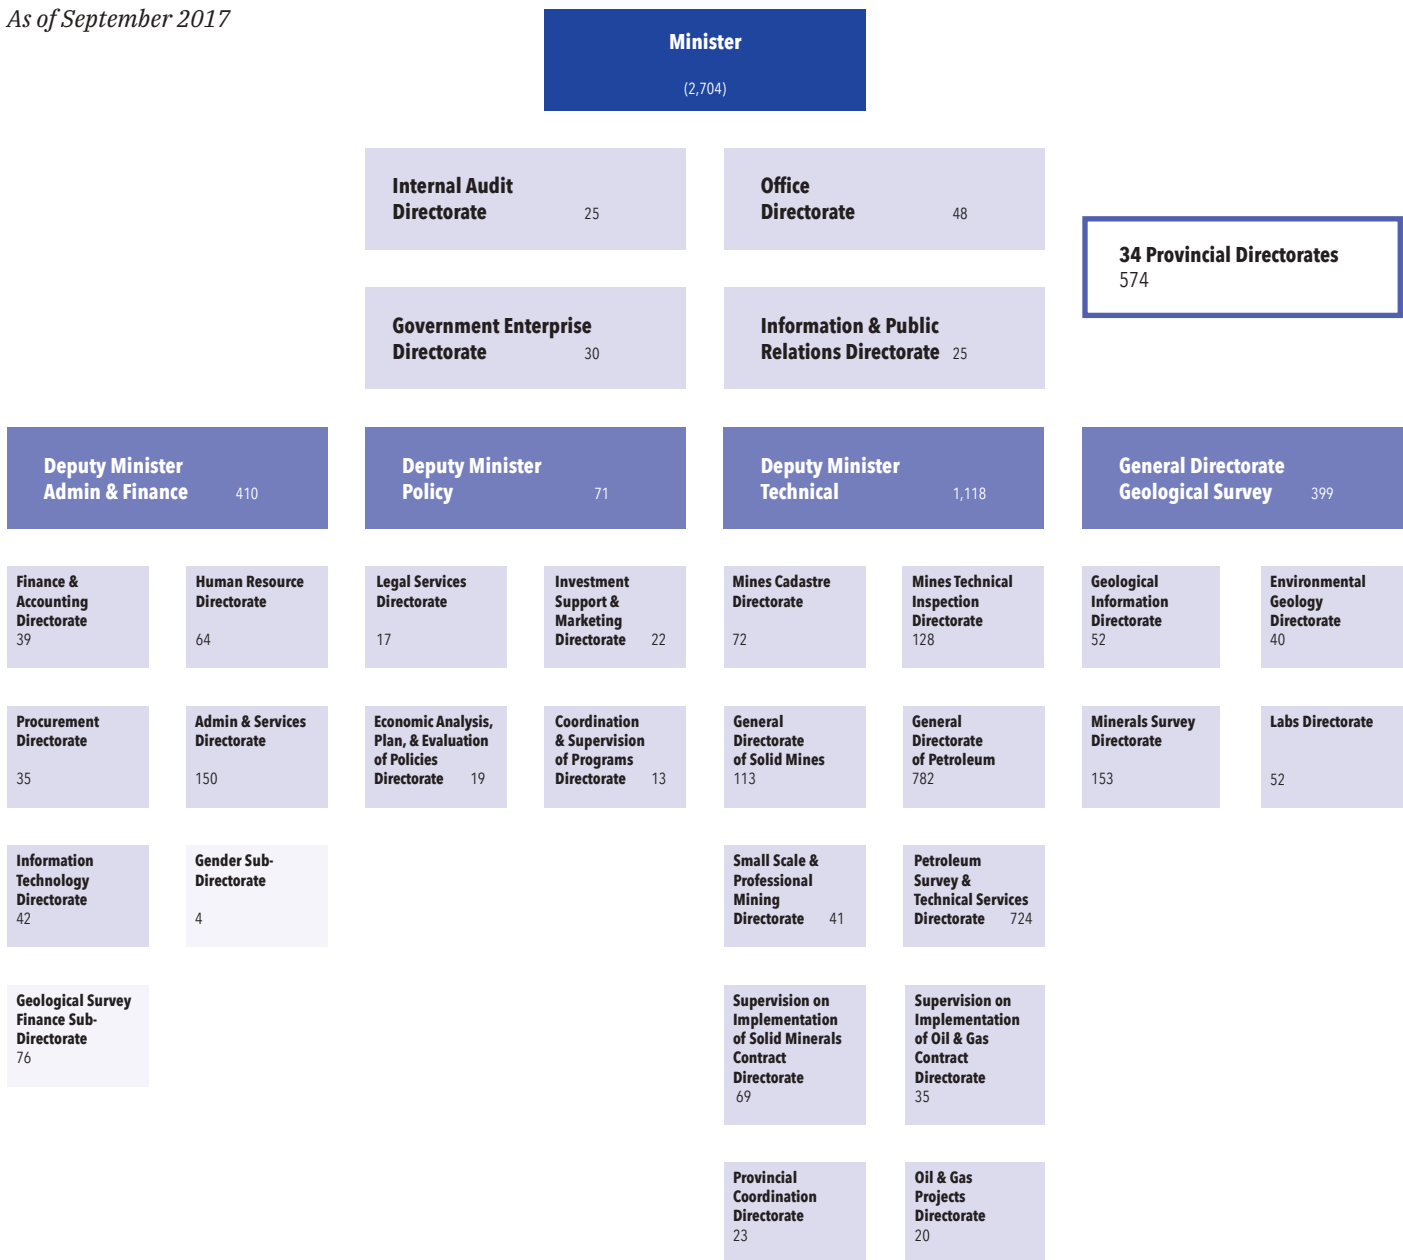 As of September 2017
Minister
(2,704)
Internal Audit
Directorate 25
Office
Directorate 48
34 Provincial Directorates
574
Government Enterprise
Directorate 30
Information & Public
Relations Directorate 25
Deputy Minister
Admin & Finance 410
Deputy Minister
Policy 71
Deputy Minister
Technical 1,118
General Directorate
Geological Survey 399
Finance &
Accounting
Directorate
39
Human Resource
Directorate
64
Legal Services
Directorate
17
Investment
Support &
Marketing
Directorate 22
Mines Cadastre
Directorate
72
Mines Technical
Inspection
Directorate
128
Geological
Information
Directorate
52
Environmental
Geology
Directorate
40
Procurement
Directorate
35
Admin & Services
Directorate
150
Economic Analysis,
Plan, & Evaluation
of Policies
Directorate 19
Coordination
& Supervision
of Programs
Directorate 13
General
Directorate
of Solid Mines
113
General
Directorate
of Petroleum
782
Minerals Survey
Directorate
153
Labs Directorate
52
Information
Technology
Directorate
42
Gender Sub-
Directorate
4
Small Scale &
Professional
Mining
Directorate 41
Petroleum
Survey &
Technical Services
Directorate 724
Geological Survey
Finance Sub-
Directorate
76
Supervision on
Implementation
of Solid Minerals
Contract
Directorate
69
Supervision on
Implementation
of Oil & Gas
Contract
Directorate
35
Provincial
Coordination
Directorate
23
Oil & Gas
Projects
Directorate
20